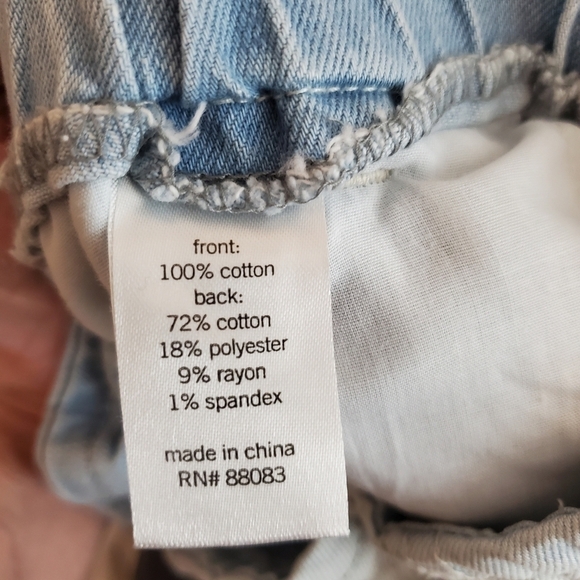 front:
100% cotton
back:
72% cotton
18% polyester
9% rayon
1% spandex
made in china
RN# 88083